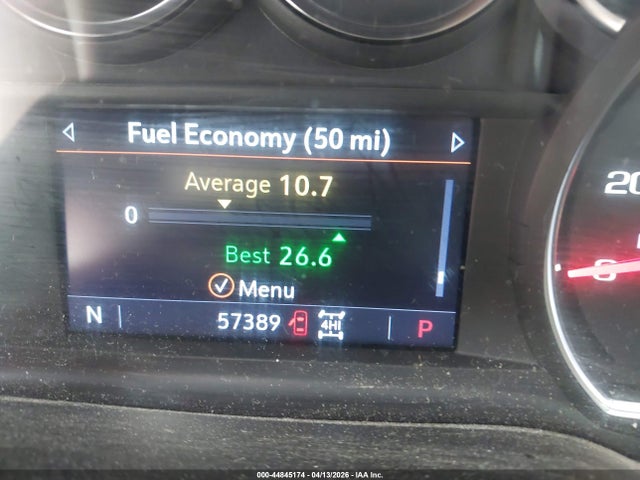 Fuel Economy (50 mi)
Average 10.7
0
Best 26.6
Menu
N 57389 4HI P
20
000-44845174 - 04/13/2026 - IAA Inc.